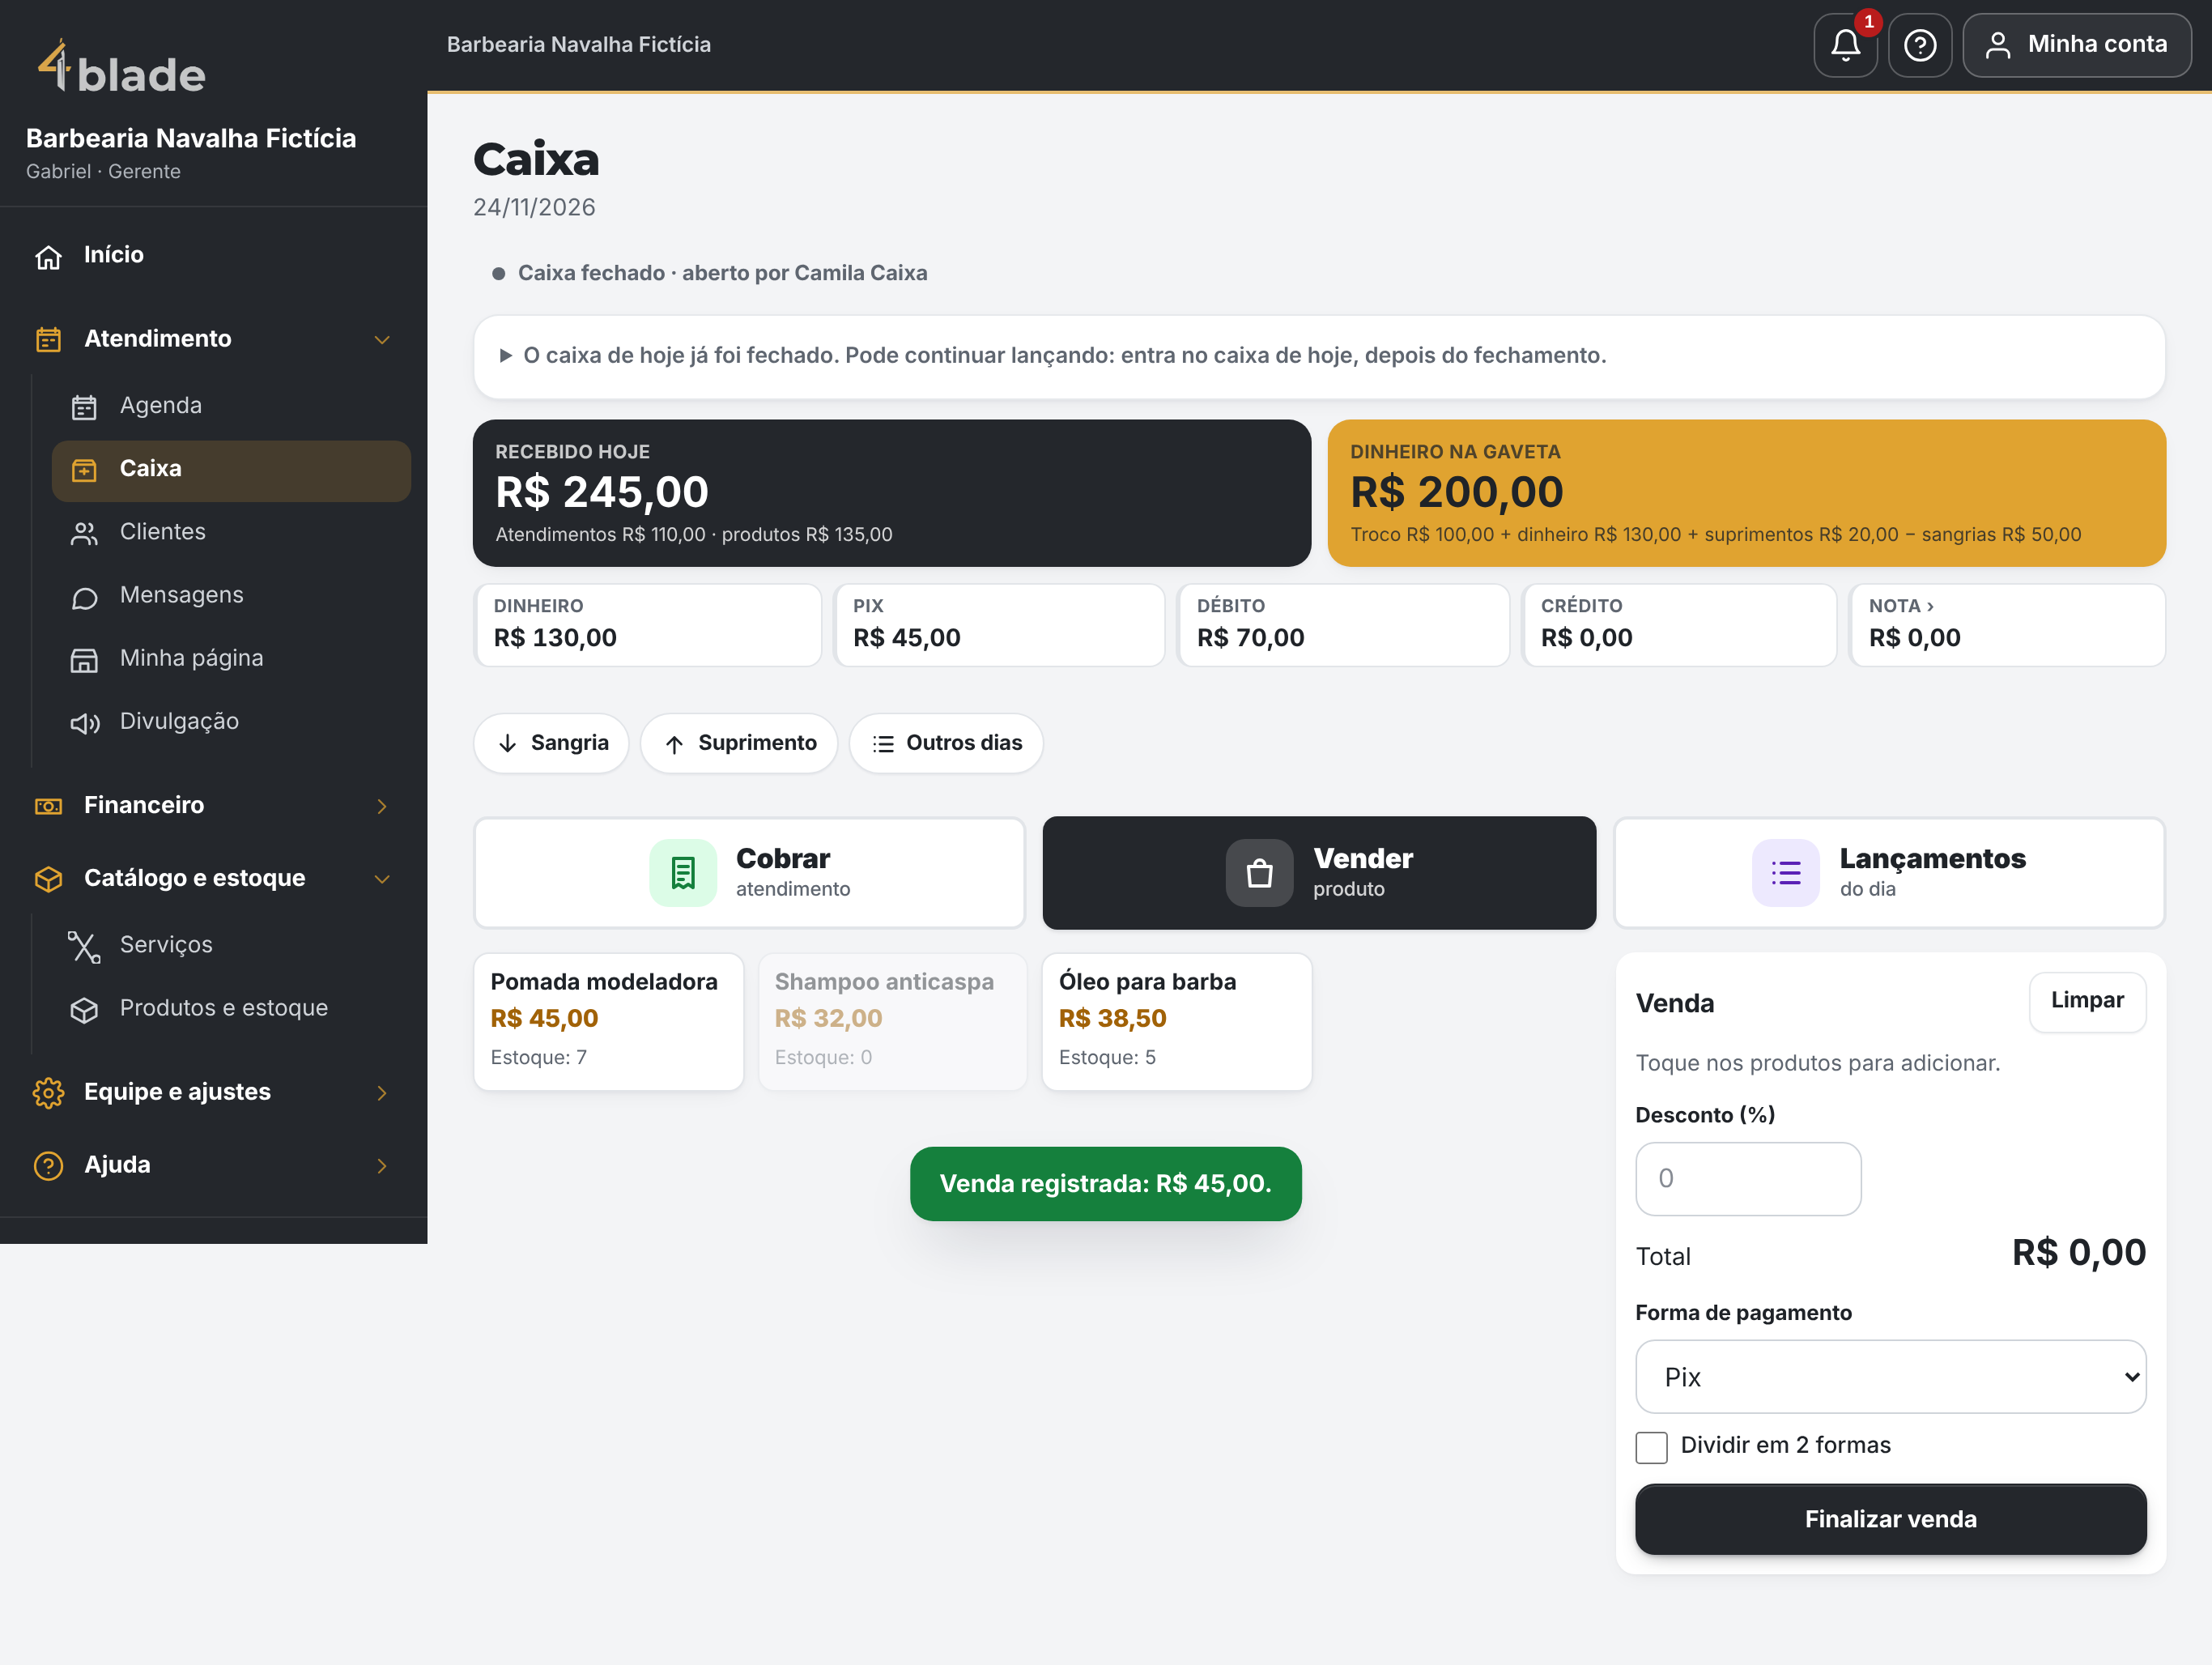 4blade
Barbearia Navalha Fictícia
Gabriel · Gerente
Início
Atendimento
Agenda
Caixa
Clientes
Mensagens
Minha página
Divulgação
Financeiro
Catálogo e estoque
Serviços
Produtos e estoque
Equipe e ajustes
Ajuda
Barbearia Navalha Fictícia
1
Minha conta
Caixa
24/11/2026
Caixa fechado · aberto por Camila Caixa
O caixa de hoje já foi fechado. Pode continuar lançando: entra no caixa de hoje, depois do fechamento.
RECEBIDO HOJE
R$ 245,00
Atendimentos R$ 110,00 · produtos R$ 135,00
DINHEIRO NA GAVETA
R$ 200,00
Troco R$ 100,00 + dinheiro R$ 130,00 + suprimentos R$ 20,00 − sangrias R$ 50,00
DINHEIRO
R$ 130,00
PIX
R$ 45,00
DÉBITO
R$ 70,00
CRÉDITO
R$ 0,00
NOTA ›
R$ 0,00
Sangria
Suprimento
Outros dias
Cobrar
atendimento
Vender
produto
Lançamentos
do dia
Pomada modeladora
R$ 45,00
Estoque: 7
Shampoo anticaspa
R$ 32,00
Estoque: 0
Óleo para barba
R$ 38,50
Estoque: 5
Venda registrada: R$ 45,00.
Venda
Limpar
Toque nos produtos para adicionar.
Desconto (%)
0
Total
R$ 0,00
Forma de pagamento
Pix
Dividir em 2 formas
Finalizar venda